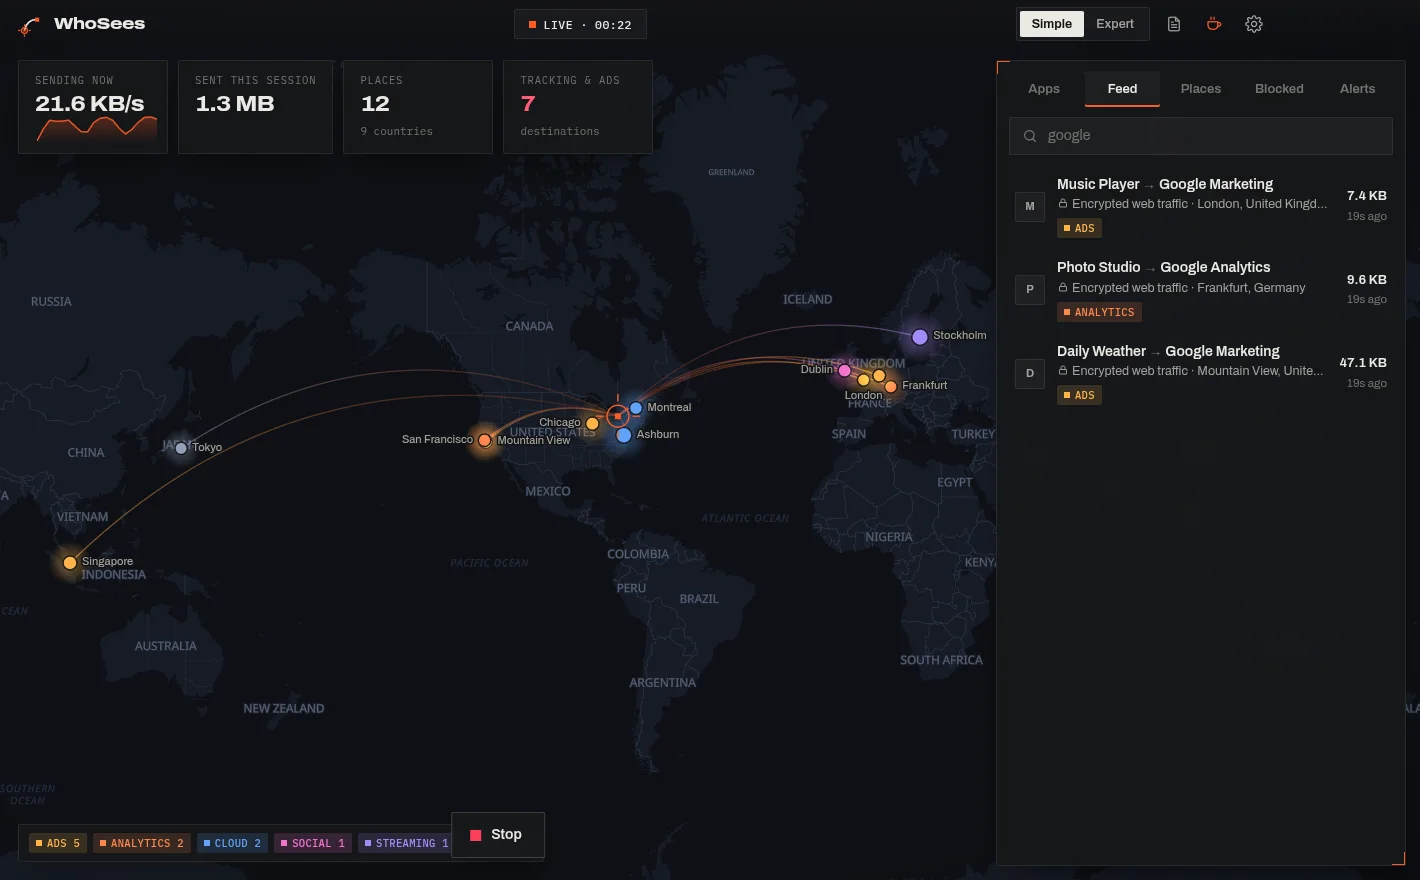 WhoSees
LIVE · 00:22
Simple
Expert
SENDING NOW
21.6 KB/s
SENT THIS SESSION
1.3 MB
PLACES
12
9 countries
TRACKING & ADS
7
destinations
Apps
Feed
Places
Blocked
Alerts
google
M
Music Player → Google Marketing
Encrypted web traffic · London, United Kingd...
ADS
7.4 KB
19s ago
P
Photo Studio → Google Analytics
Encrypted web traffic · Frankfurt, Germany
ANALYTICS
9.6 KB
19s ago
D
Daily Weather → Google Marketing
Encrypted web traffic · Mountain View, Unite...
ADS
47.1 KB
19s ago
GREENLAND
RUSSIA
ICELAND
CANADA
Stockholm
UNITED KINGDOM
Dublin
Frankfurt
London
FRANCE
Montreal
Chicago
UNITED STATES
Ashburn
San Francisco
Mountain View
SPAIN
TURKEY
Tokyo
CHINA
MEXICO
EGYPT
VIETNAM
ATLANTIC OCEAN
NIGERIA
COLOMBIA
PACIFIC OCEAN
KENY
Singapore
INDONESIA
PERU
BRAZIL
CEAN
AUSTRALIA
SOUTH AFRICA
ARGENTINA
NEW ZEALAND
SOUTHERN
OCEAN
ADS 5
ANALYTICS 2
CLOUD 2
SOCIAL 1
STREAMING 1
Stop